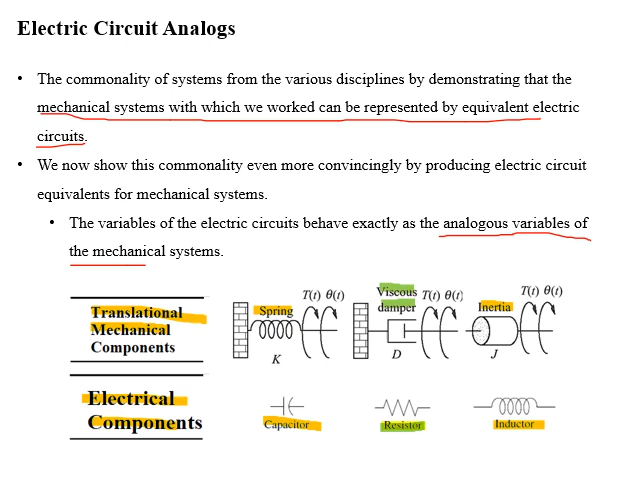 Electric Circuit Analogs
• The commonality of systems from the various disciplines by demonstrating that the
mechanical systems with which we worked can be represented by equivalent electric
circuits.
• We now show this commonality even more convincingly by producing electric circuit
equivalents for mechanical systems.
• The variables of the electric circuits behave exactly as the analogous variables of
the mechanical systems.
Translational
Mechanical
Components
T(t) θ(t)
Spring
K
Viscous
damper
T(t) θ(t)
D
T(t) θ(t)
Inertia
J
Electrical
Components
Capacitor
Resistor
Inductor